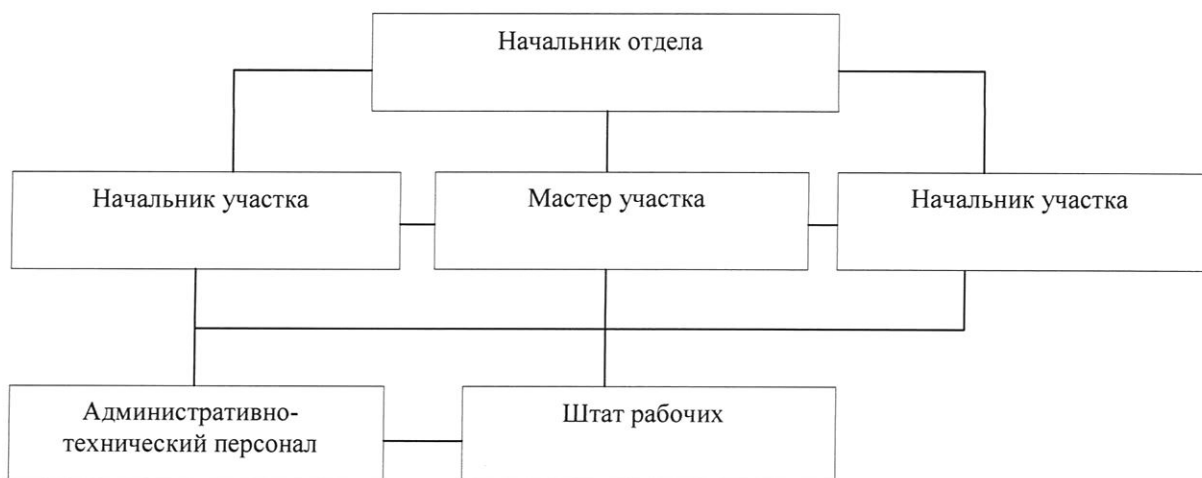 Начальник отдела
Начальник участка
Мастер участка
Начальник участка
Административно-
технический персонал
Штат рабочих